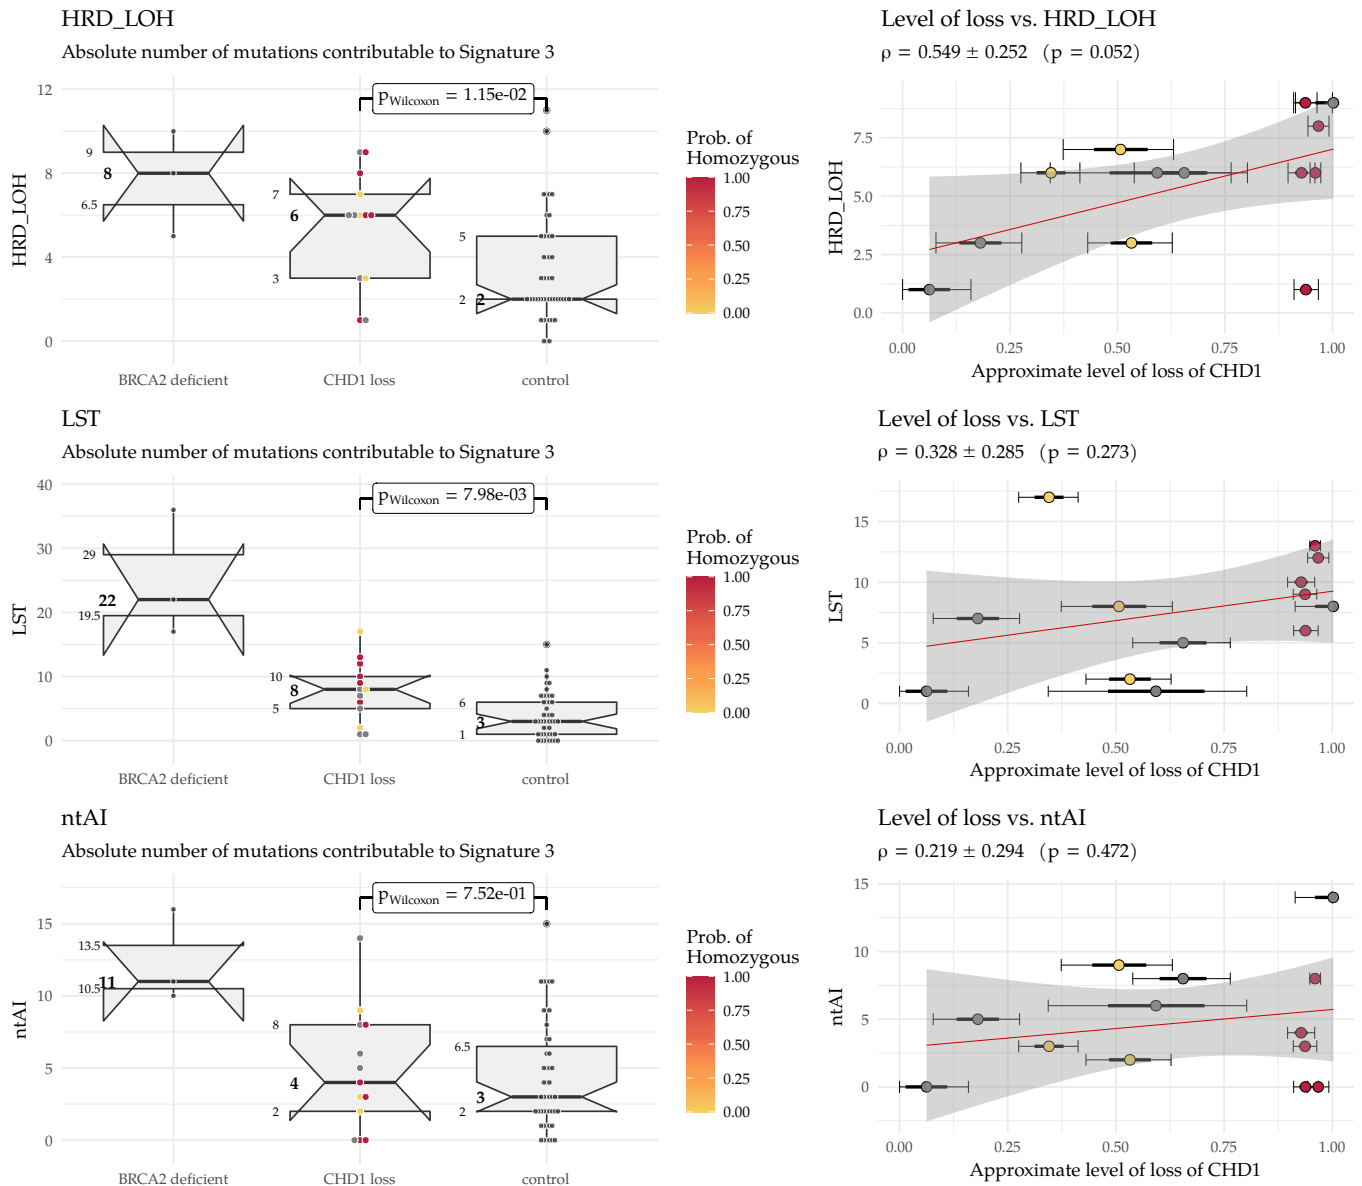 HRD_LOH
Absolute number of mutations contributable to Signature 3
pWilcoxon = 1.15e-02
12
8
4
0
HRD_LOH
9
8
6.5
7
6
3
5
2
2
BRCA2 deficient
CHD1 loss
control
Prob. of
Homozygous
1.00
0.75
0.50
0.25
0.00
Level of loss vs. HRD_LOH
ρ = 0.549 ± 0.252 (p = 0.052)
7.5
5.0
2.5
0.0
HRD_LOH
0.00
0.25
0.50
0.75
1.00
Approximate level of loss of CHD1
LST
Absolute number of mutations contributable to Signature 3
pWilcoxon = 7.98e-03
40
30
20
10
0
LST
29
22
19.5
10
8
5
6
3
1
BRCA2 deficient
CHD1 loss
control
Prob. of
Homozygous
1.00
0.75
0.50
0.25
0.00
Level of loss vs. LST
ρ = 0.328 ± 0.285 (p = 0.273)
15
10
5
0
LST
0.00
0.25
0.50
0.75
1.00
Approximate level of loss of CHD1
ntAI
Absolute number of mutations contributable to Signature 3
pWilcoxon = 7.52e-01
15
10
5
0
ntAI
13.5
11
10.5
8
4
2
6.5
3
2
BRCA2 deficient
CHD1 loss
control
Prob. of
Homozygous
1.00
0.75
0.50
0.25
0.00
Level of loss vs. ntAI
ρ = 0.219 ± 0.294 (p = 0.472)
15
10
5
0
ntAI
0.00
0.25
0.50
0.75
1.00
Approximate level of loss of CHD1